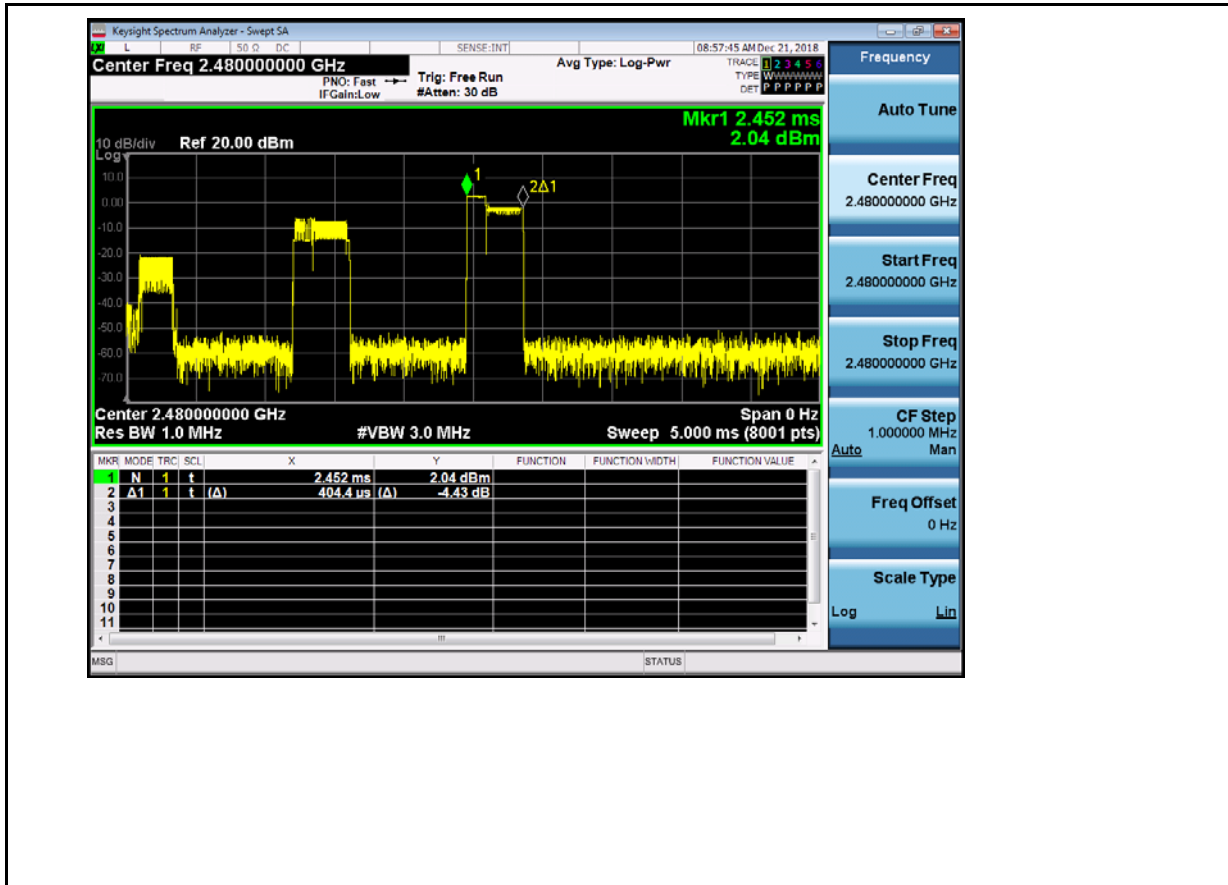 Keysight Spectrum Analyzer - Swept SA
LXI L RF 50 Ω DC SENSE:INT 08:57:45 AM Dec 21, 2018
Center Freq 2.480000000 GHz
PNO: Fast
IFGain:Low
Trig: Free Run
#Atten: 30 dB
Avg Type: Log-Pwr
TRACE 1 2 3 4 5 6
TYPE WWWWWW
DET P P P P P P
Mkr1 2.452 ms
2.04 dBm
10 dB/div Ref 20.00 dBm
Log
10.0
0.00
-10.0
-20.0
-30.0
-40.0
-50.0
-60.0
-70.0
1
2Δ1
Center 2.480000000 GHz Span 0 Hz
Res BW 1.0 MHz #VBW 3.0 MHz Sweep 5.000 ms (8001 pts)
MKR MODE TRC SCL X Y FUNCTION FUNCTION WIDTH FUNCTION VALUE
1 N 1 t 2.452 ms 2.04 dBm
2 Δ1 1 t (Δ) 404.4 µs (Δ) -4.43 dB
3
4
5
6
7
8
9
10
11
MSG STATUS
Frequency
Auto Tune
Center Freq
2.480000000 GHz
Start Freq
2.480000000 GHz
Stop Freq
2.480000000 GHz
CF Step
1.000000 MHz
Auto Man
Freq Offset
0 Hz
Scale Type
Log Lin